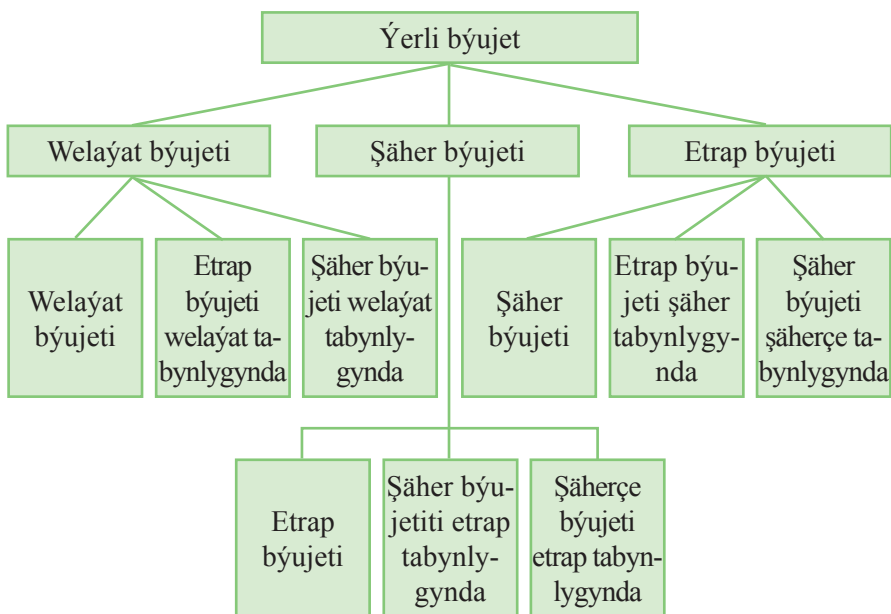 Ýerli býujet
Welaýat býujeti
Şäher býujeti
Etrap býujeti
Welaýat
býujeti
Etrap
býujeti
welaýat ta-
bynlygynda
Şäher býu-
jeti welaýat
tabynly-
gynda
Şäher
býujeti
Etrap býu-
jeti şäher
tabynlygy-
nda
Şäher
býujeti
şäherçe ta-
bynlygynda
Etrap
býujeti
Şäher býu-
jetiti etrap
tabynly-
gynda
Şäherçe
býujeti
etrap tabyn-
lygynda